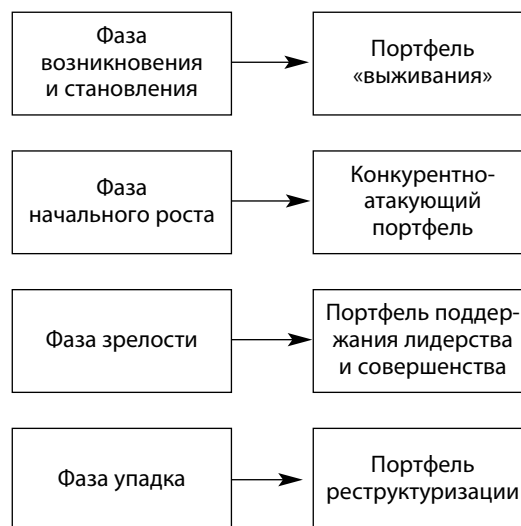 Фаза
возникновения
и становления
Портфель
«выживания»
Фаза
начального роста
Конкурентно-
атакующий
портфель
Фаза зрелости
Портфель поддер-
жания лидерства
и совершенства
Фаза упадка
Портфель
реструктуризации